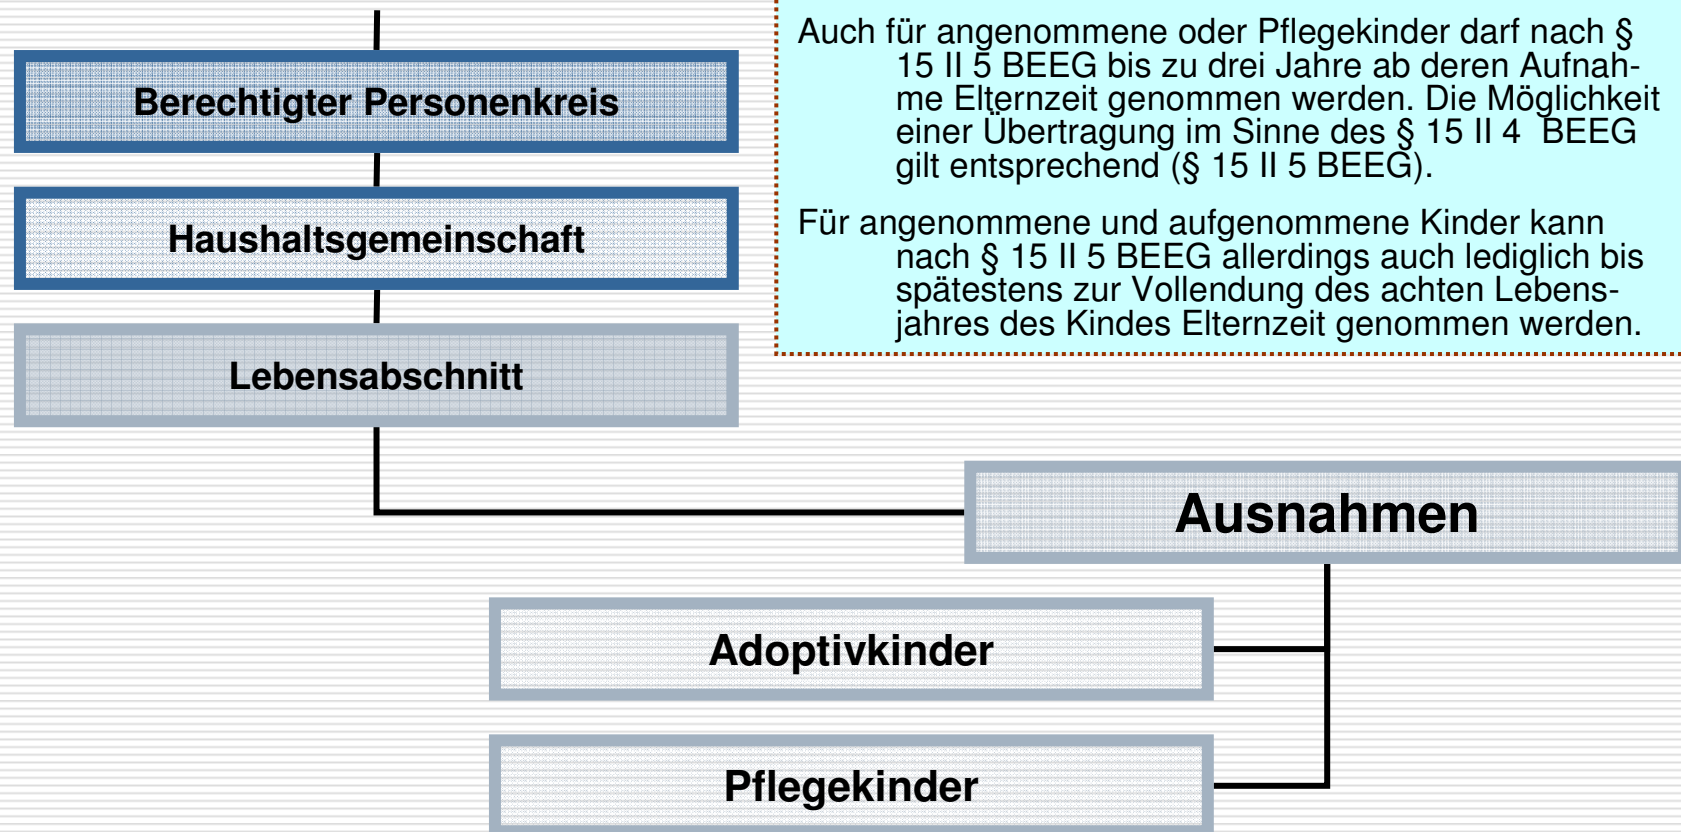 Auch für angenommene oder Pflegekinder darf nach §
15 II 5 BEEG bis zu drei Jahre ab deren Aufnah-
me Elternzeit genommen werden. Die Möglichkeit
einer Übertragung im Sinne des § 15 II 4 BEEG
gilt entsprechend (§ 15 II 5 BEEG).
Für angenommene und aufgenommene Kinder kann
nach § 15 II 5 BEEG allerdings auch lediglich bis
spätestens zur Vollendung des achten Lebens-
jahres des Kindes Elternzeit genommen werden.
Berechtigter Personenkreis
Haushaltsgemeinschaft
Lebensabschnitt
Ausnahmen
Adoptivkinder
Pflegekinder